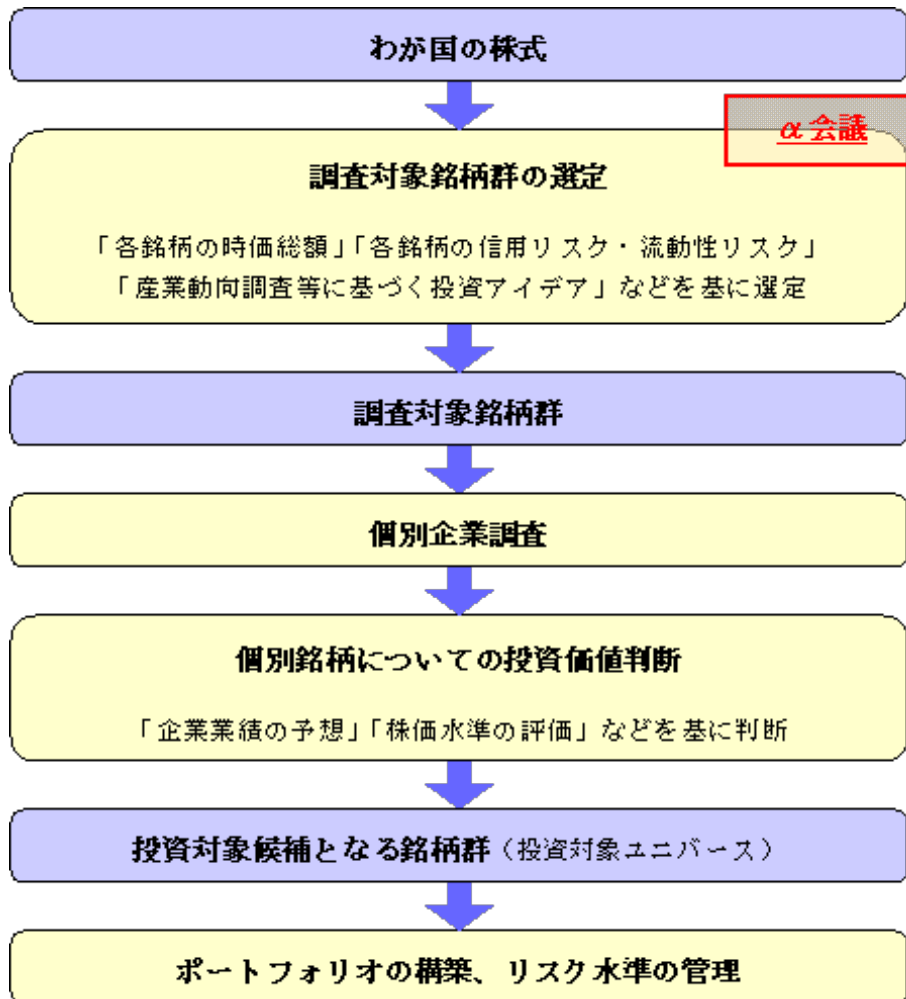 わが国の株式
α会議
調査対象銘柄群の選定
「各銘柄の時価総額」「各銘柄の信用リスク・流動性リスク」
「産業動向調査等に基づく投資アイデア」などを基に選定
調査対象銘柄群
個別企業調査
個別銘柄についての投資価値判断
「企業業績の予想」「株価水準の評価」などを基に判断
投資対象候補となる銘柄群（投資対象ユニバース）
ポートフォリオの構築、リスク水準の管理